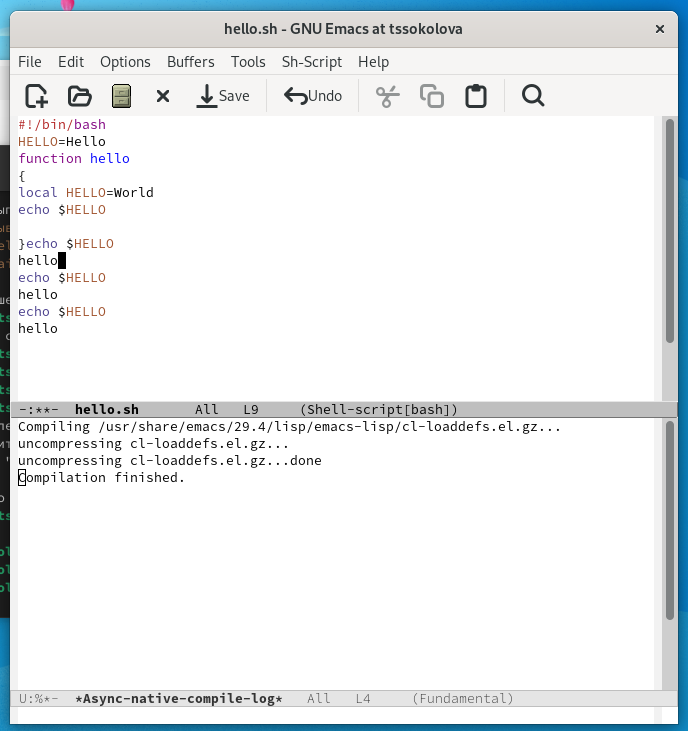 hello.sh - GNU Emacs at tssokolova
File Edit Options Buffers Tools Sh-Script Help
Save Undo
#!/bin/bash
HELLO=Hello
function hello
{
local HELLO=World
echo $HELLO
}echo $HELLO
hello
echo $HELLO
hello
echo $HELLO
hello
-:**- hello.sh All L9 (Shell-script[bash])
Compiling /usr/share/emacs/29.4/lisp/emacs-lisp/cl-loaddefs.el.gz...
uncompressing cl-loaddefs.el.gz...
uncompressing cl-loaddefs.el.gz...done
Compilation finished.
U:%*- *Async-native-compile-log* All L4 (Fundamental)